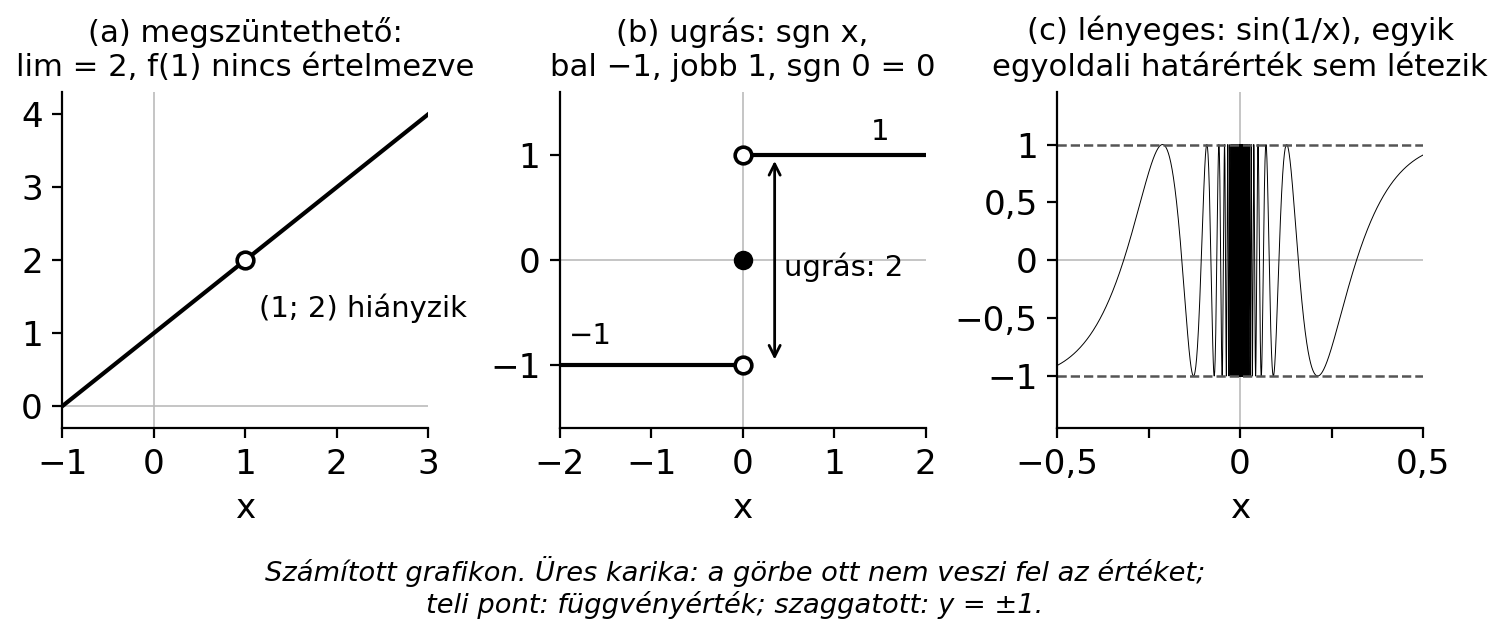 (a) megszüntethető:
lim = 2, f(1) nincs értelmezve
4
3
2
1
0
(1; 2) hiányzik
−1 0 1 2 3
x
(b) ugrás: sgn x,
bal −1, jobb 1, sgn 0 = 0
1
0
−1
1
ugrás: 2
−1
−2 −1 0 1 2
x
(c) lényeges: sin(1/x), egyik
egyoldali határérték sem létezik
1
0,5
0
−0,5
−1
−0,5 0 0,5
x
Számított grafikon. Üres karika: a görbe ott nem veszi fel az értéket;
teli pont: függvényérték; szaggatott: y = ±1.